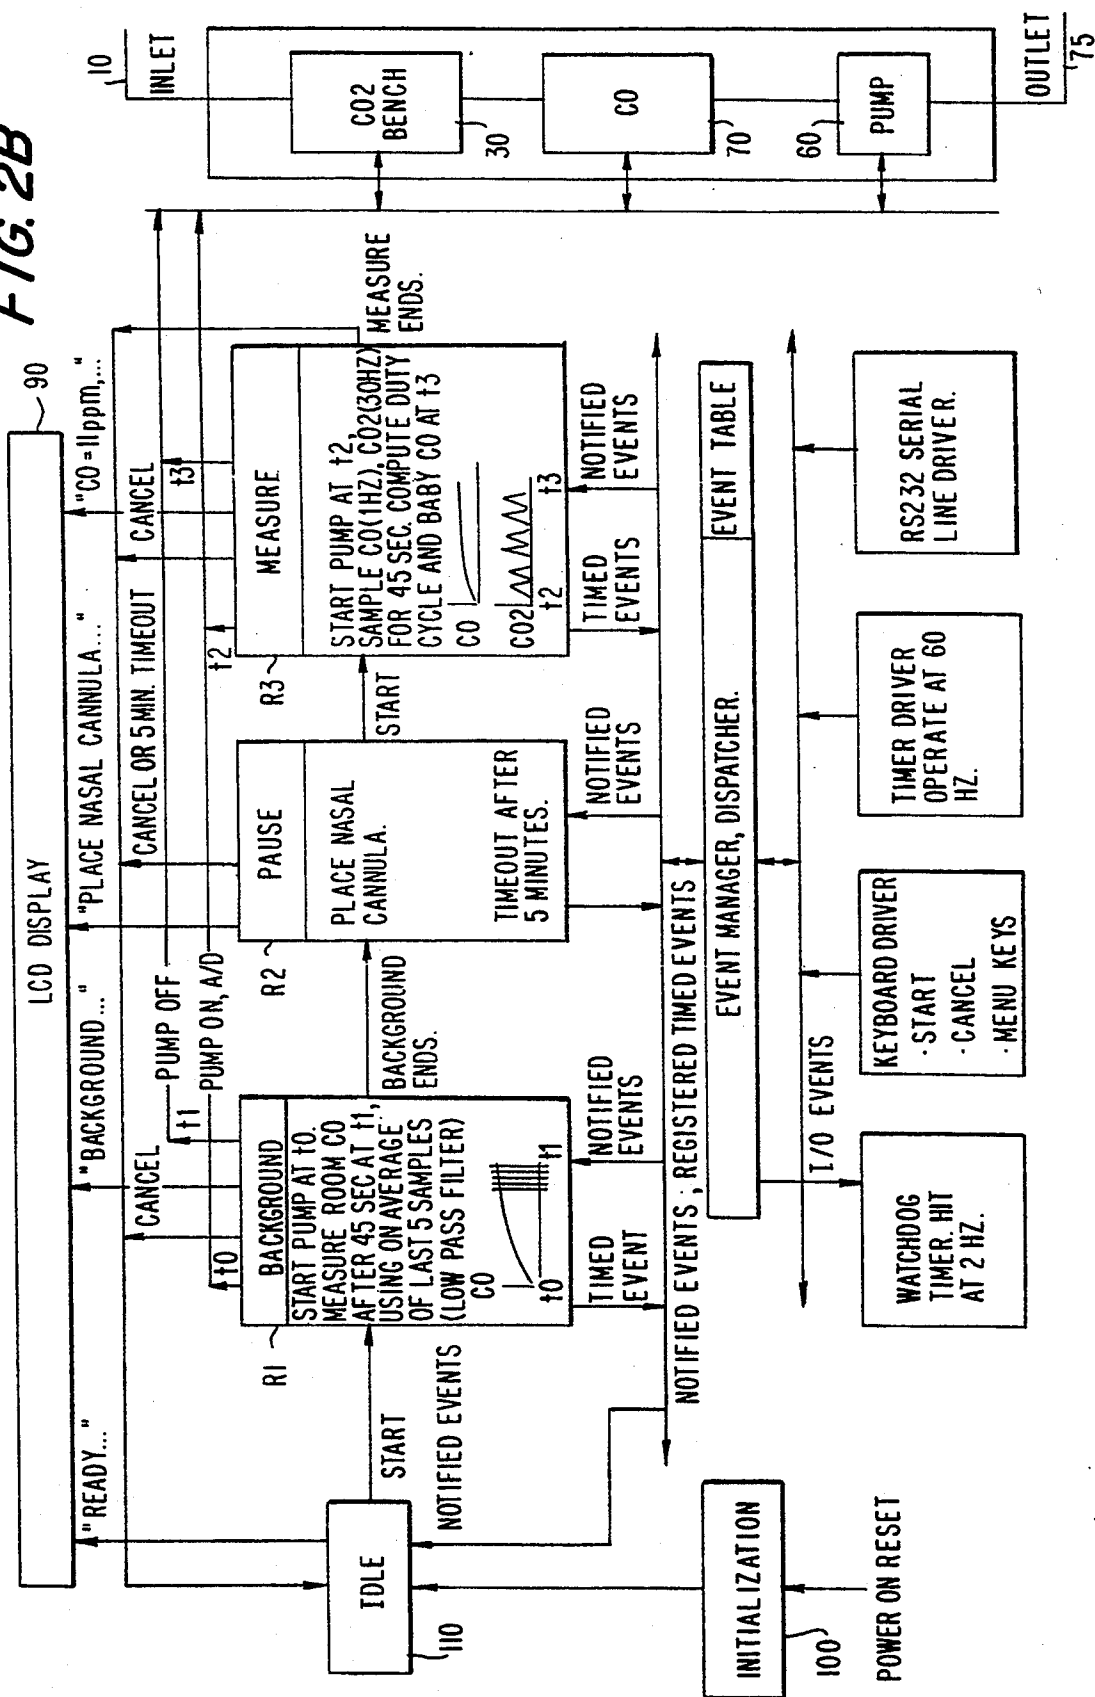 FIG. 2B
LCD DISPLAY
90
"READY..."
"BACKGROUND..."
"PLACE NASAL CANNULA..."
"CO=11ppm,..."
CANCEL
CANCEL OR 5 MIN. TIMEOUT
CANCEL
PUMP OFF
PUMP ON, A/D
t0
t1
t2
t3
10
INLET
CO2
BENCH
30
CO
70
PUMP
60
OUTLET
75
IDLE
110
START
NOTIFIED EVENTS
R1
BACKGROUND
START PUMP AT t0.
MEASURE ROOM CO
AFTER 45 SEC AT t1,
USING ON AVERAGE
OF LAST 5 SAMPLES
(LOW PASS FILTER)
CO
t0
t1
BACKGROUND
ENDS.
TIMED
EVENT
NOTIFIED
EVENTS
R2
PAUSE
PLACE NASAL
CANNULA.
TIMEOUT AFTER
5 MINUTES.
START
NOTIFIED
EVENTS
R3
MEASURE
START PUMP AT t2,
SAMPLE CO(1HZ), CO2(30HZ)
FOR 45 SEC. COMPUTE DUTY
CYCLE AND BABY CO AT t3
CO
CO2
t2
t3
MEASURE
ENDS.
TIMED
EVENTS
NOTIFIED
EVENTS
NOTIFIED EVENTS; REGISTERED TIMED EVENTS
EVENT MANAGER, DISPATCHER.
EVENT TABLE
I/O EVENTS
INITIALIZATION
100
POWER ON RESET
WATCHDOG
TIMER. HIT
AT 2 HZ.
KEYBOARD DRIVER
· START
· CANCEL
· MENU KEYS
TIMER DRIVER
OPERATE AT 60
HZ.
RS232 SERIAL
LINE DRIVER.